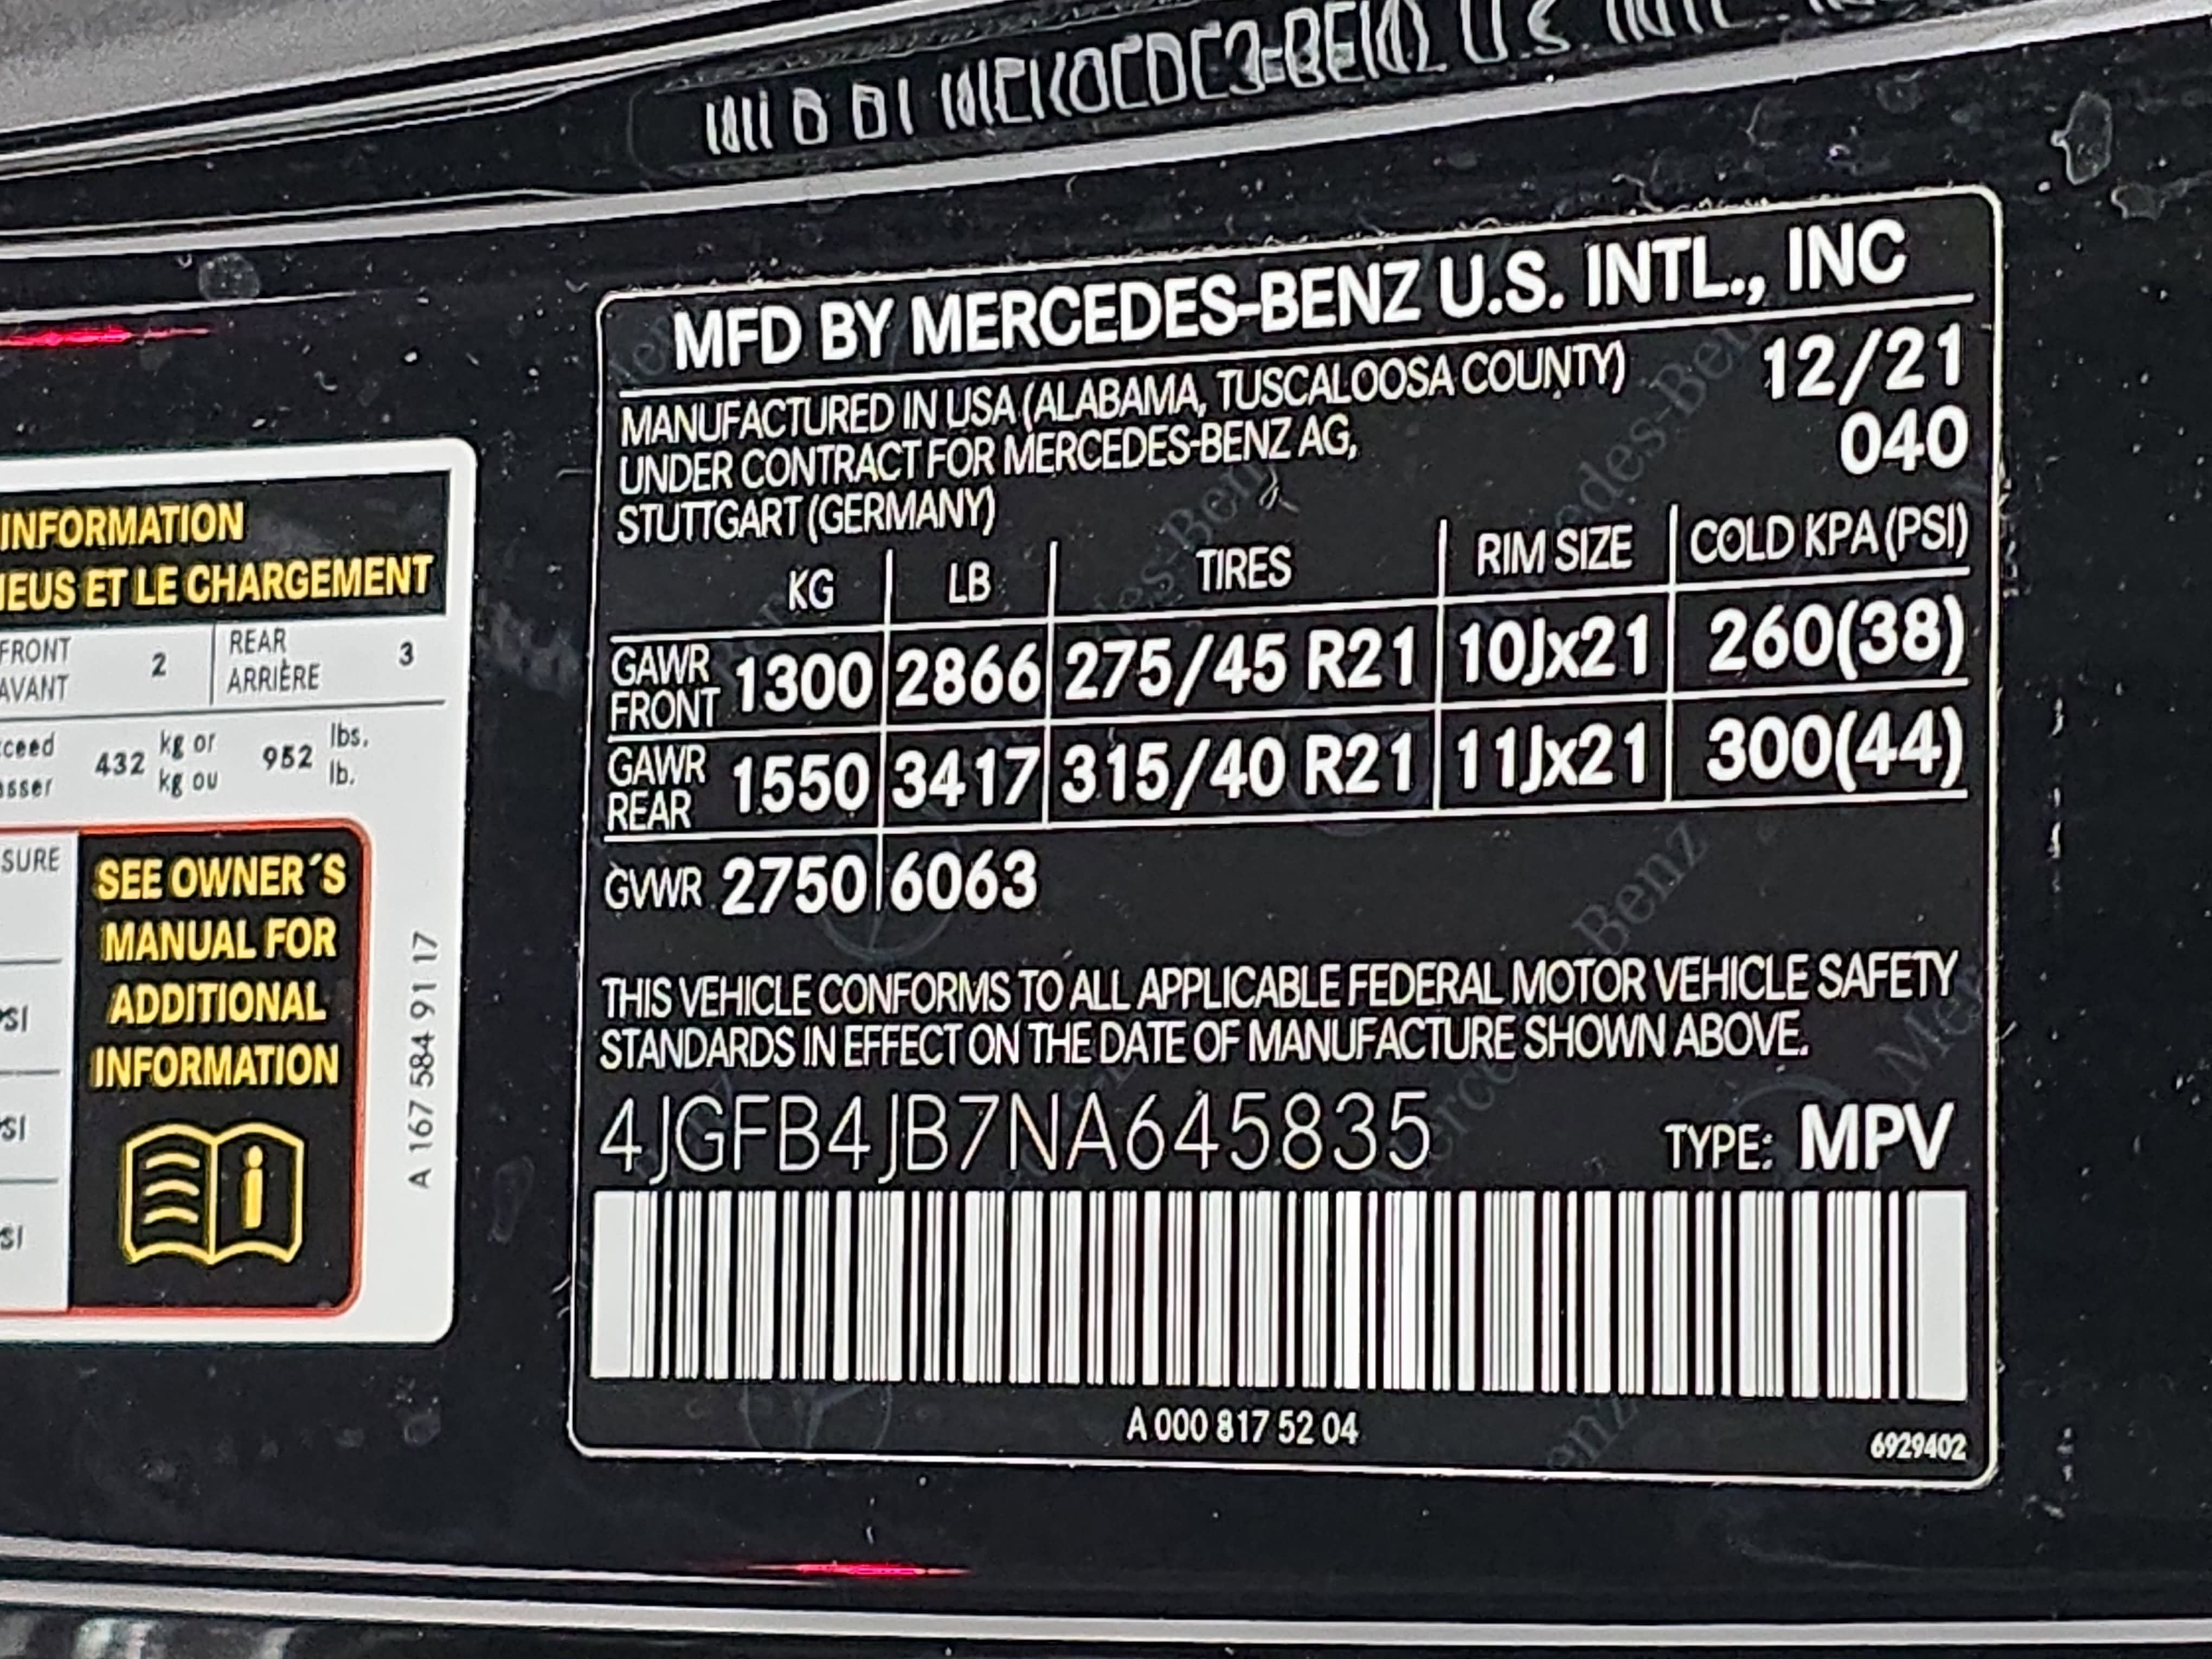 INFORMATION
ET LE CHARGEMENT
FRONT 2 REAR 3
AVANT ARRIÈRE
432 kg or 952 lbs.
kg ou lb.
SEE OWNER´S
MANUAL FOR
ADDITIONAL
INFORMATION
i
A 167 584 91 17
MFD BY MERCEDES-BENZ U.S. INTL., INC
MANUFACTURED IN USA (ALABAMA, TUSCALOOSA COUNTY) 12/21
UNDER CONTRACT FOR MERCEDES-BENZ AG, 040
STUTTGART (GERMANY)
KG LB TIRES RIM SIZE COLD KPA (PSI)
GAWR FRONT 1300 2866 275/45 R21 10Jx21 260(38)
GAWR REAR 1550 3417 315/40 R21 11Jx21 300(44)
GVWR 2750 6063
THIS VEHICLE CONFORMS TO ALL APPLICABLE FEDERAL MOTOR VEHICLE SAFETY
STANDARDS IN EFFECT ON THE DATE OF MANUFACTURE SHOWN ABOVE.
4JGFB4JB7NA645835 TYPE: MPV
A 000 817 52 04
6929402